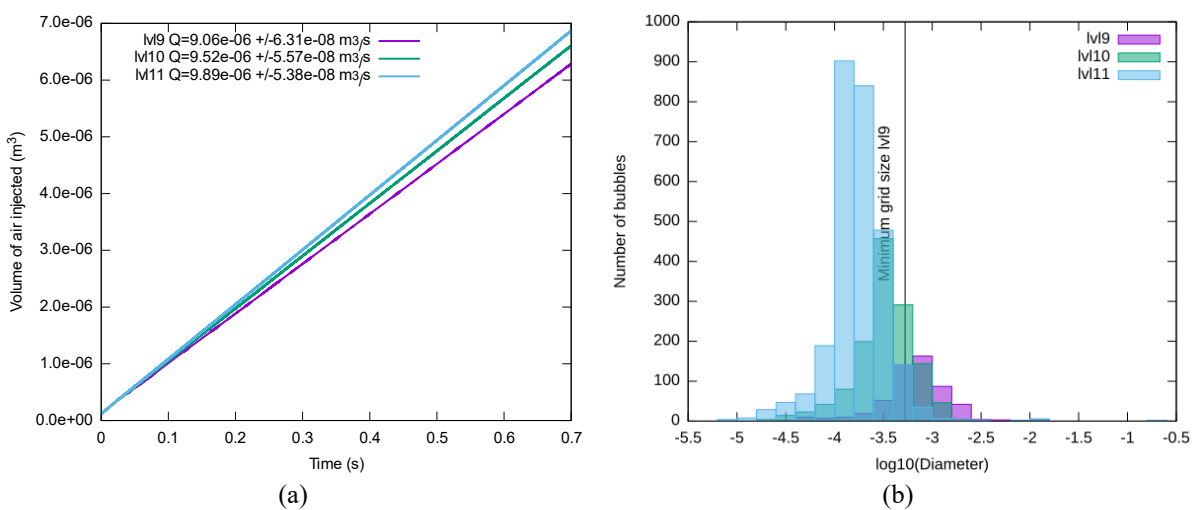 7.0e-06
6.0e-06
5.0e-06
4.0e-06
3.0e-06
2.0e-06
1.0e-06
0.0e+00
Volume of air injected (m³)
lvl9 Q=9.06e-06 +/-6.31e-08 m3/s
lvl10 Q=9.52e-06 +/-5.57e-08 m3/s
lvl11 Q=9.89e-06 +/-5.38e-08 m3/s
0 0.1 0.2 0.3 0.4 0.5 0.6 0.7
Time (s)
(a)
1000
900
800
700
600
500
400
300
200
100
0
Number of bubbles
lvl9
lvl10
lvl11
Minimum grid size lvl9
-5.5 -5 -4.5 -4 -3.5 -3 -2.5 -2 -1.5 -1 -0.5
log10(Diameter)
(b)